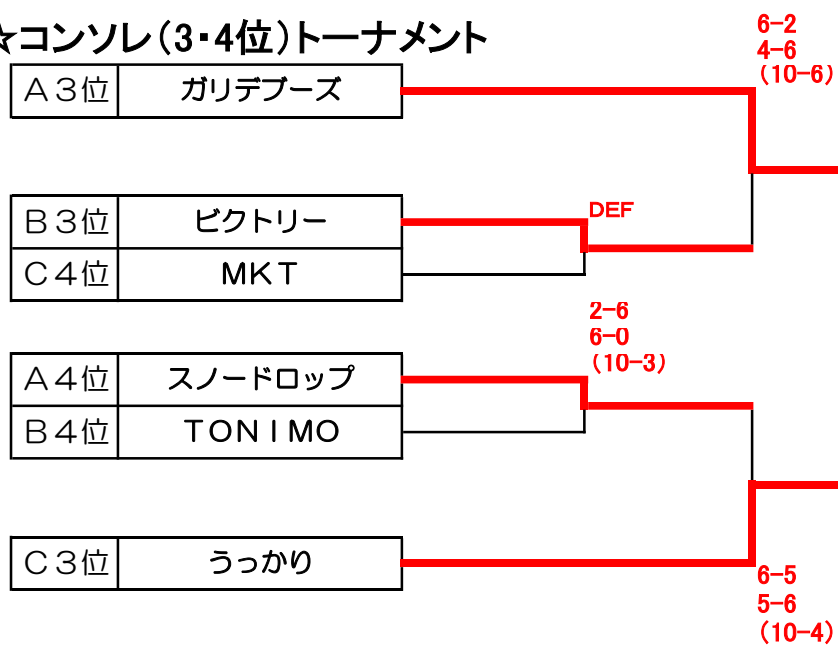 ☆コンソレ(3・4位)トーナメント
6-2
4-6
(10-6)
A3位 ガリデブーズ
B3位 ビクトリー
DEF
C4位 MKT
2-6
6-0
(10-3)
A4位 スノードロップ
B4位 TONIMO
C3位 うっかり
6-5
5-6
(10-4)